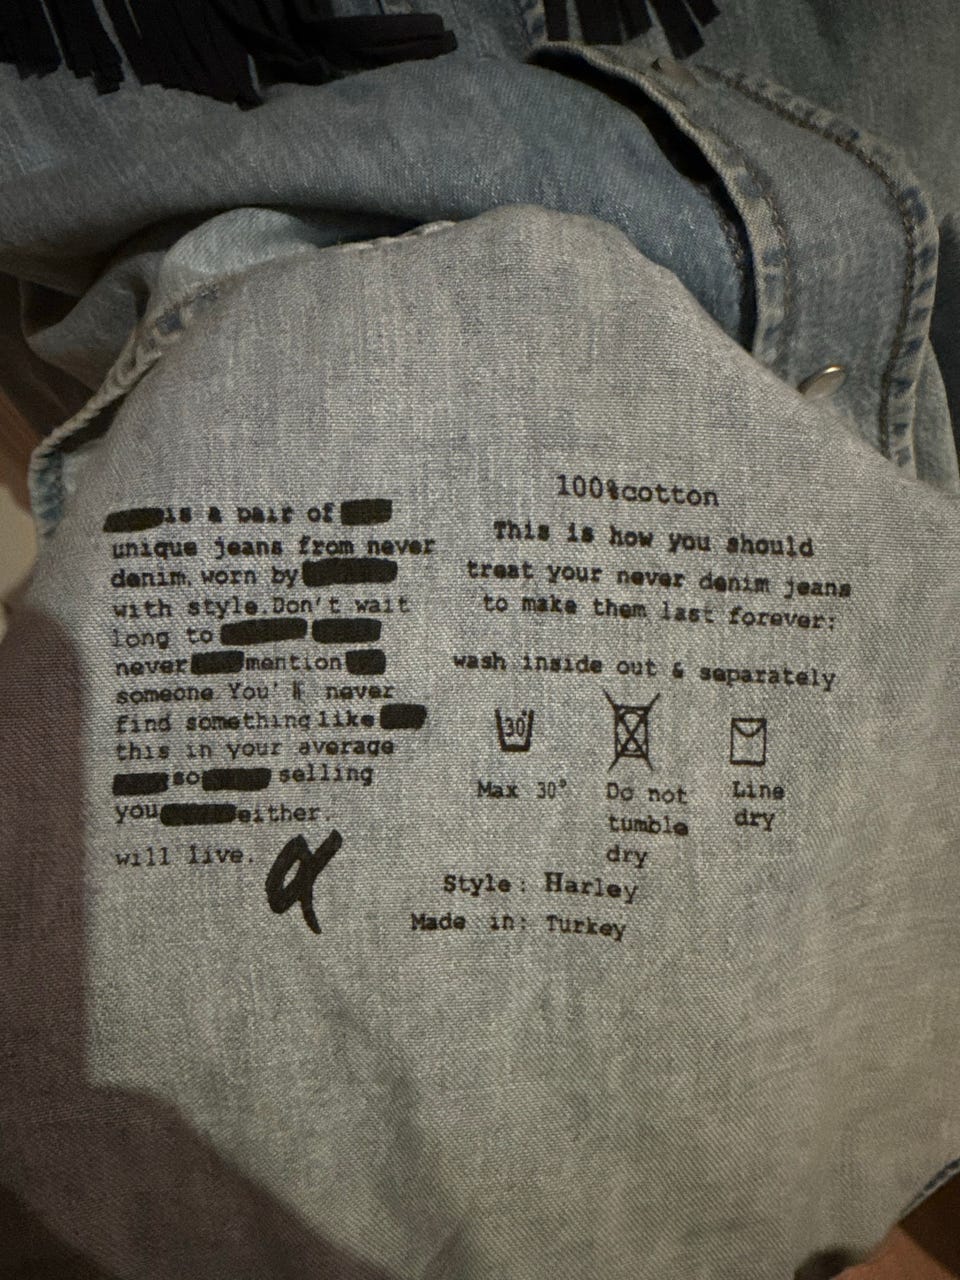 is a pair of
unique jeans from never
denim, worn by
with style.Don't wait
long to
never mention
someone You'll never
find something like
this in your average
so selling
you either.
will live.
α
100%cotton
This is how you should
treat your never denim jeans
to make them last forever:
wash inside out & separately
30°
Max 30°
Do not
tumble
dry
Line
dry
Style: Harley
Made in: Turkey